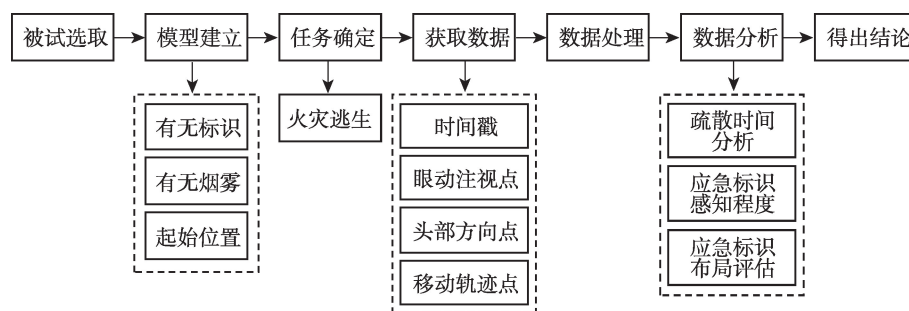 被试选取
模型建立
任务确定
获取数据
数据处理
数据分析
得出结论
有无标识
有无烟雾
起始位置
火灾逃生
时间戳
眼动注视点
头部方向点
移动轨迹点
疏散时间
分析
应急标识
感知程度
应急标识
布局评估